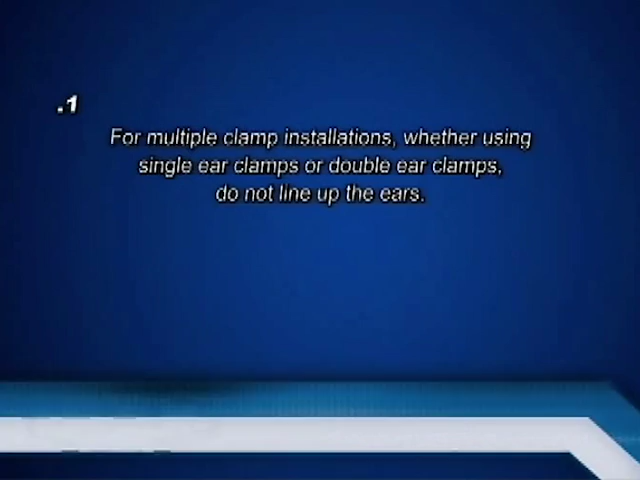 .1
For multiple clamp installations, whether using
single ear clamps or double ear clamps,
do not line up the ears.